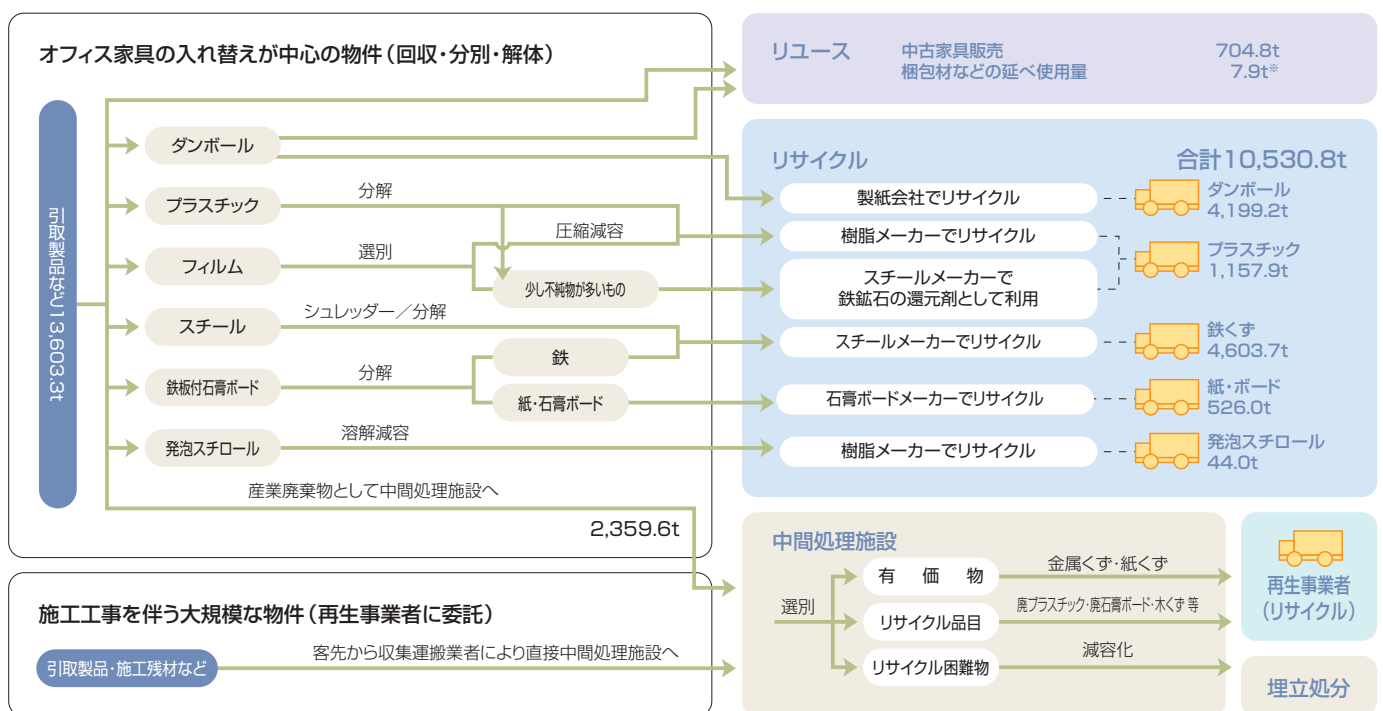 オフィス家具の入れ替えが中心の物件（回収・分別・解体）
引取製品など13,603.3t
ダンボール
プラスチック
分解
フィルム
選別
圧縮減容
少し不純物が多いもの
スチール
シュレッダー／分解
鉄板付石膏ボード
分解
鉄
紙・石膏ボード
発泡スチロール
溶解減容
産業廃棄物として中間処理施設へ
2,359.6t
施工工事を伴う大規模な物件（再生事業者に委託）
引取製品・施工残材など
客先から収集運搬業者により直接中間処理施設へ
リユース
中古家具販売 704.8t
梱包材などの延べ使用量 7.9t※
リサイクル 合計10,530.8t
製紙会社でリサイクル
ダンボール
4,199.2t
樹脂メーカーでリサイクル
スチールメーカーで
鉄鉱石の還元剤として利用
プラスチック
1,157.9t
スチールメーカーでリサイクル
鉄くず
4,603.7t
石膏ボードメーカーでリサイクル
紙・ボード
526.0t
樹脂メーカーでリサイクル
発泡スチロール
44.0t
中間処理施設
選別
有価物
金属くず・紙くず
リサイクル品目
廃プラスチック・廃石膏ボード・木くず 等
リサイクル困難物
減容化
再生事業者
（リサイクル）
埋立処分